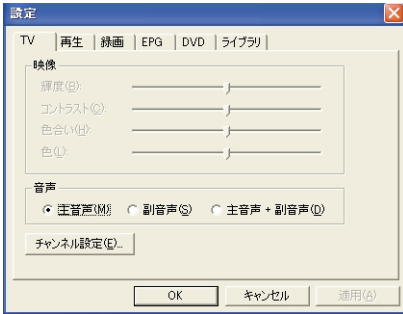 設定
TV 再生 録画 EPG DVD ライブラリ
映像
輝度(B):
コントラスト(C):
色合い(H):
色(L):
音声
主音声(M) 副音声(S) 主音声 + 副音声(D)
チャンネル設定(E)...
OK キャンセル 適用(A)